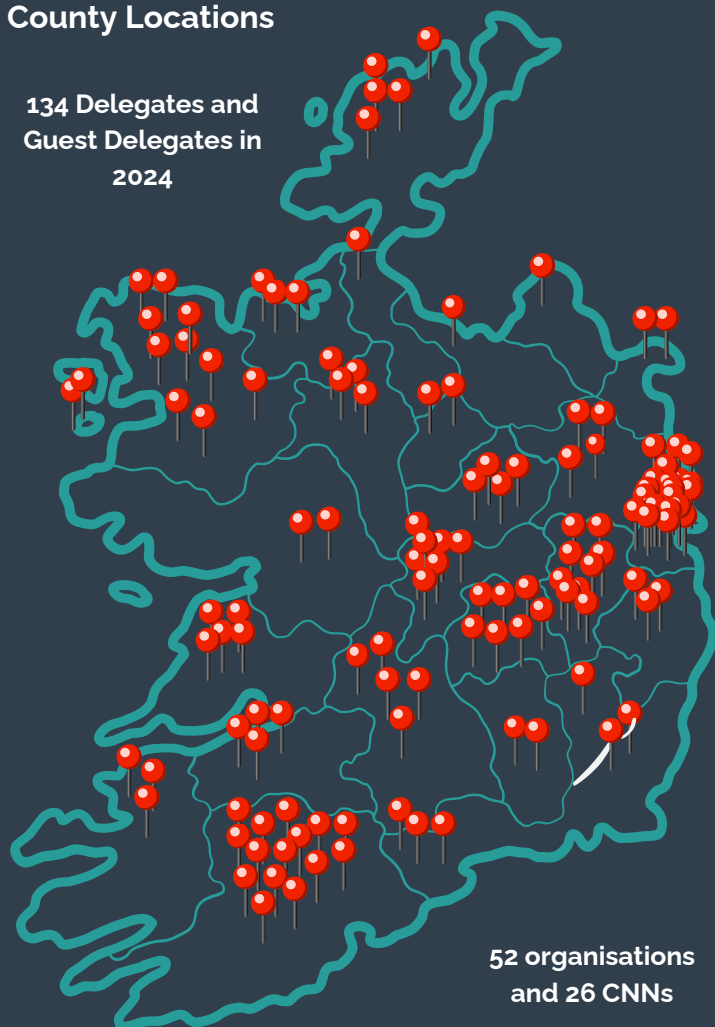 County Locations
134 Delegates and
Guest Delegates in
2024
52 organisations
and 26 CNNs